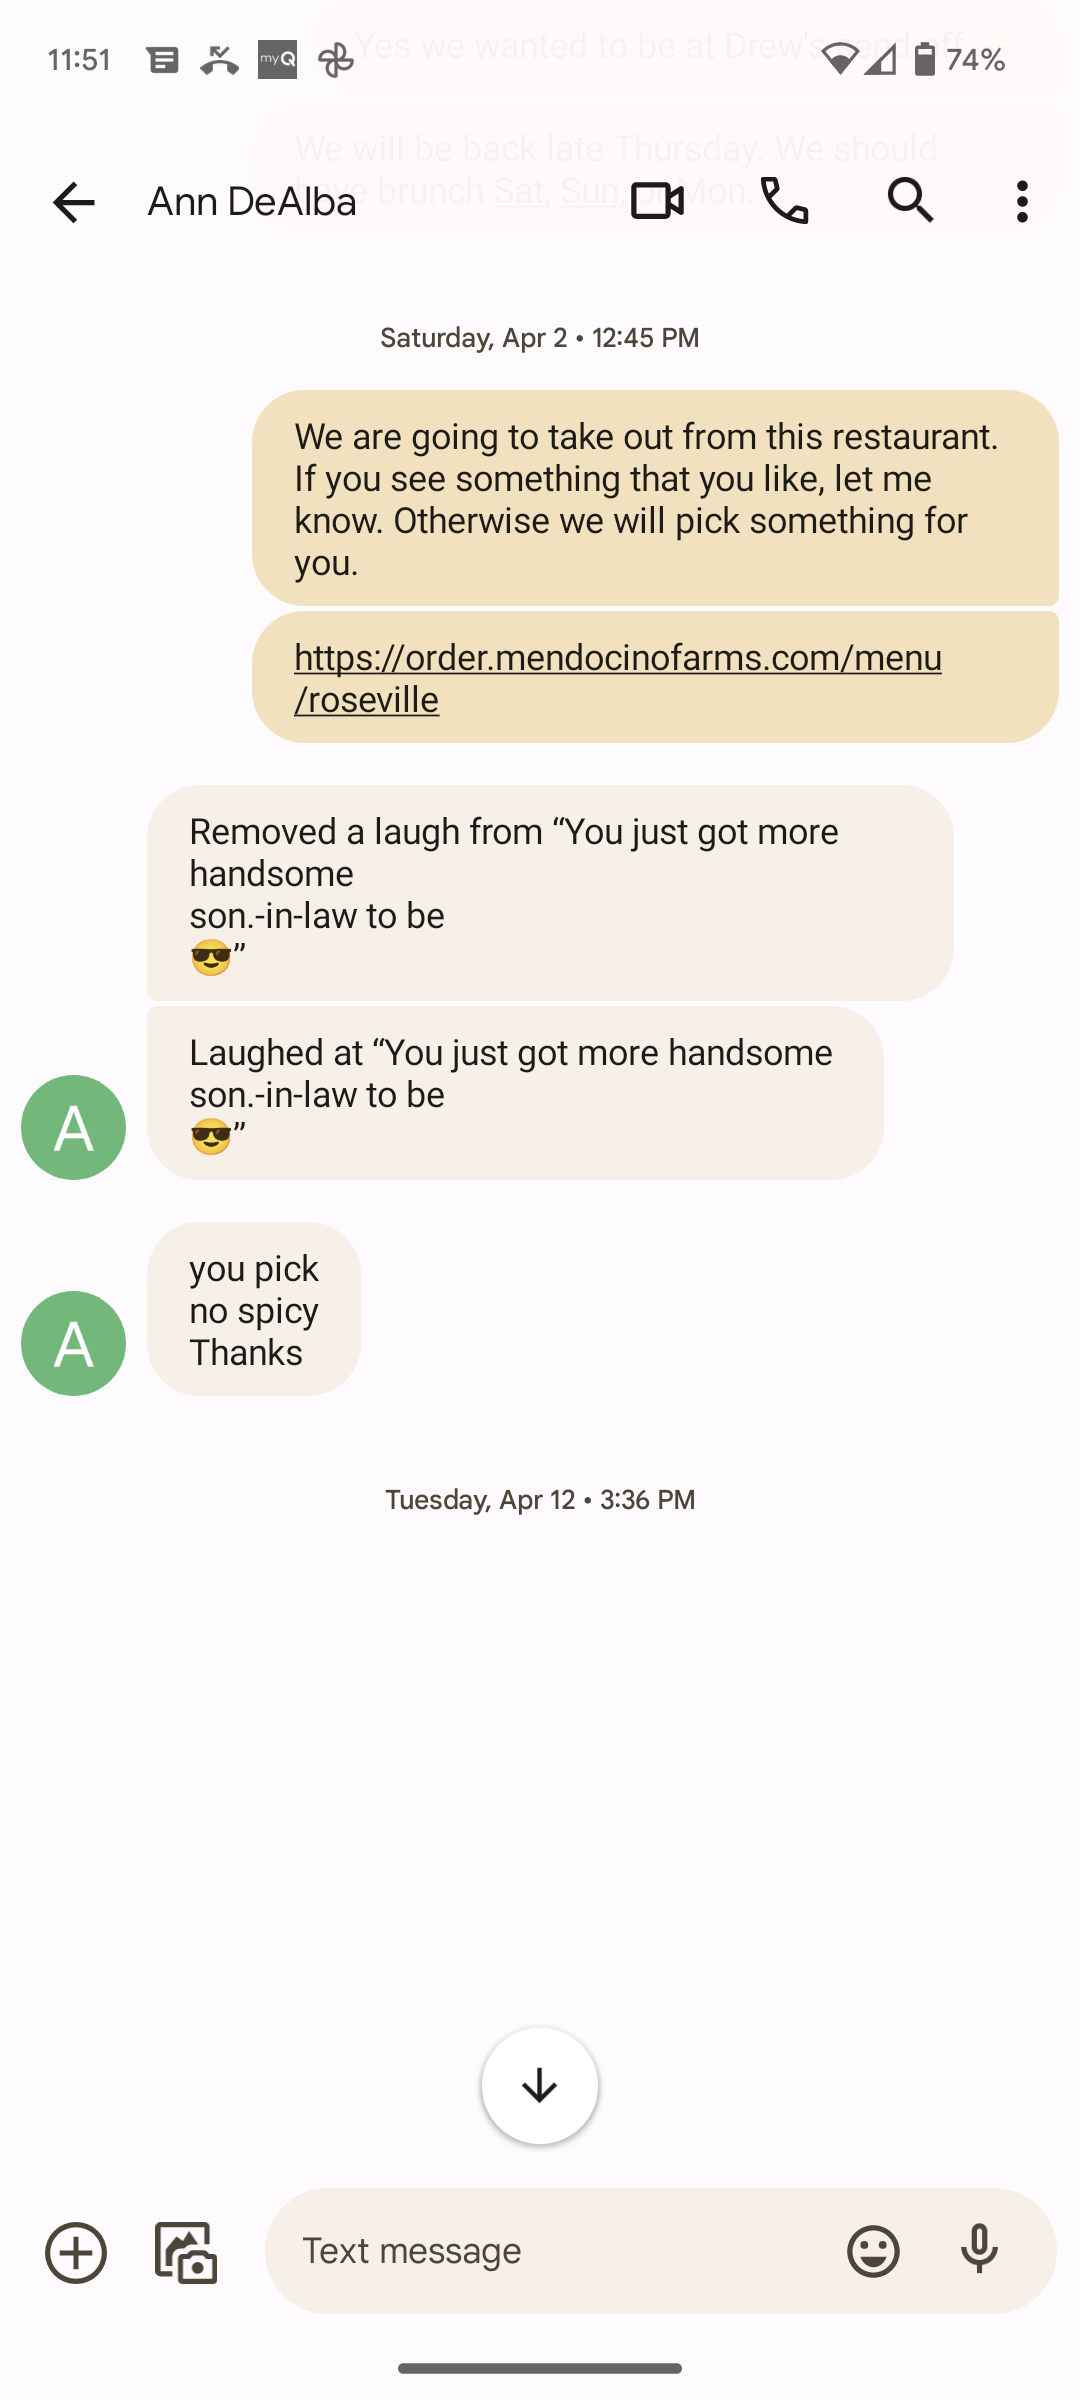 11:51
myQ
74%
Yes we wanted to be at Drew's send off
We will be back late Thursday. We should
have brunch Sat, Sun, or Mon.
Ann DeAlba
Saturday, Apr 2 • 12:45 PM
We are going to take out from this restaurant.
If you see something that you like, let me
know. Otherwise we will pick something for
you.
https://order.mendocinofarms.com/menu
/roseville
Removed a laugh from “You just got more
handsome
son.-in-law to be
😎”
Laughed at “You just got more handsome
son.-in-law to be
😎”
A
you pick
no spicy
Thanks
A
Tuesday, Apr 12 • 3:36 PM
Text message